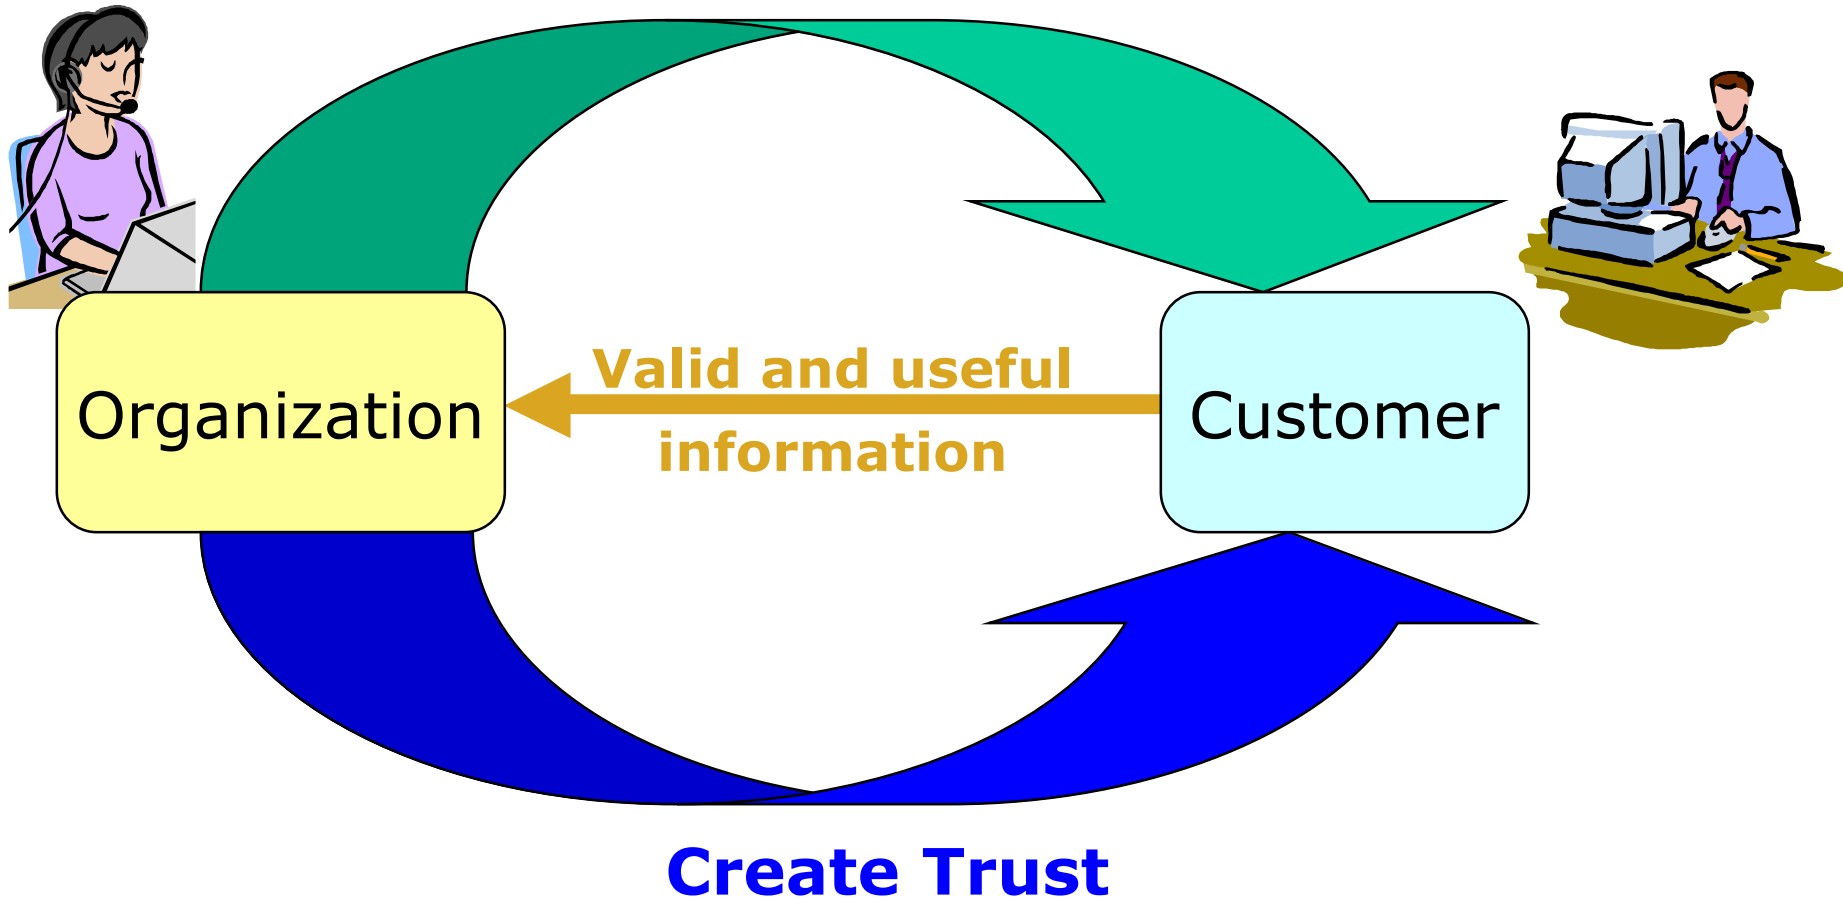 Organization
Valid and useful
information
Customer
Create Trust